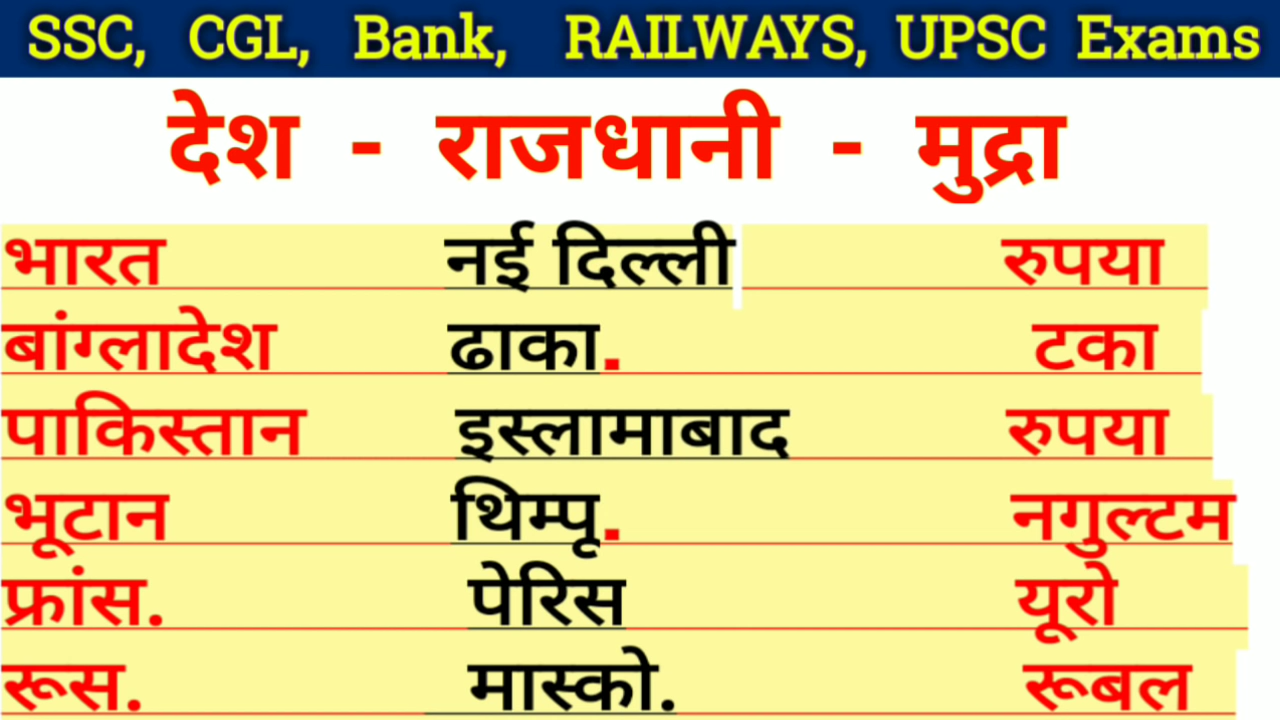 SSC, CGL, Bank, RAILWAYS, UPSC Exams
देश - राजधानी - मुद्रा
भारत नई दिल्ली रुपया
बांग्लादेश ढाका. टका
पाकिस्तान इस्लामाबाद रुपया
भूटान थिम्पू. नगुल्टम
फ्रांस. पेरिस यूरो
रूस. मास्को. रूबल